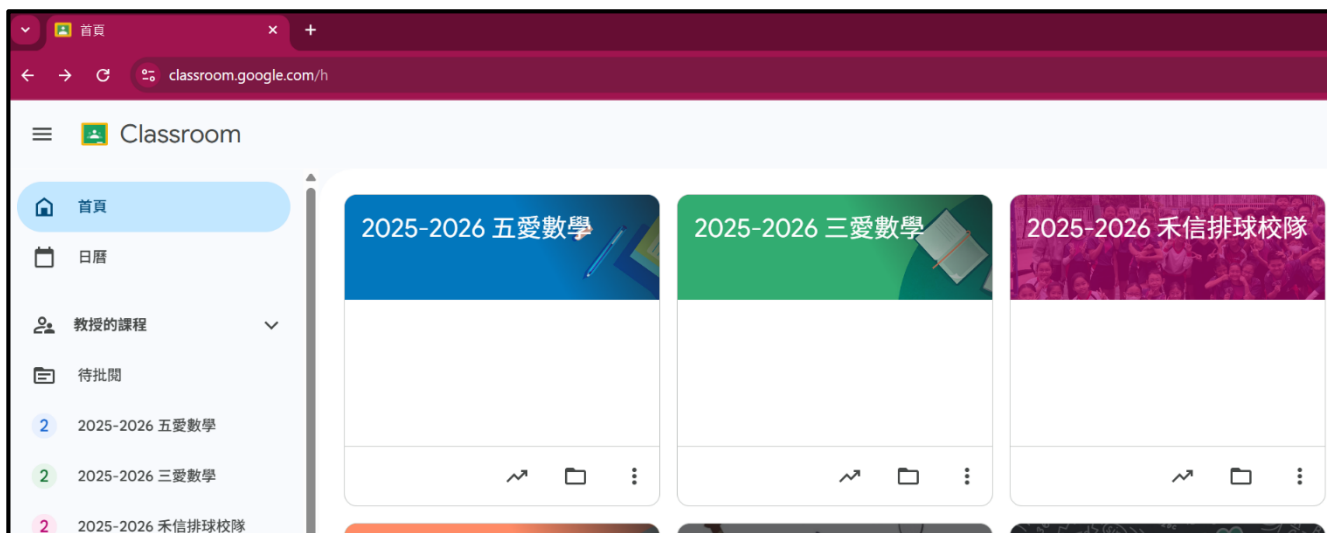 首頁
classroom.google.com/h
Classroom
首頁
日曆
教授的課程
待批閱
2 2025-2026 五愛數學
2 2025-2026 三愛數學
2 2025-2026 禾信排球校隊
2025-2026 五愛數學
2025-2026 三愛數學
2025-2026 禾信排球校隊